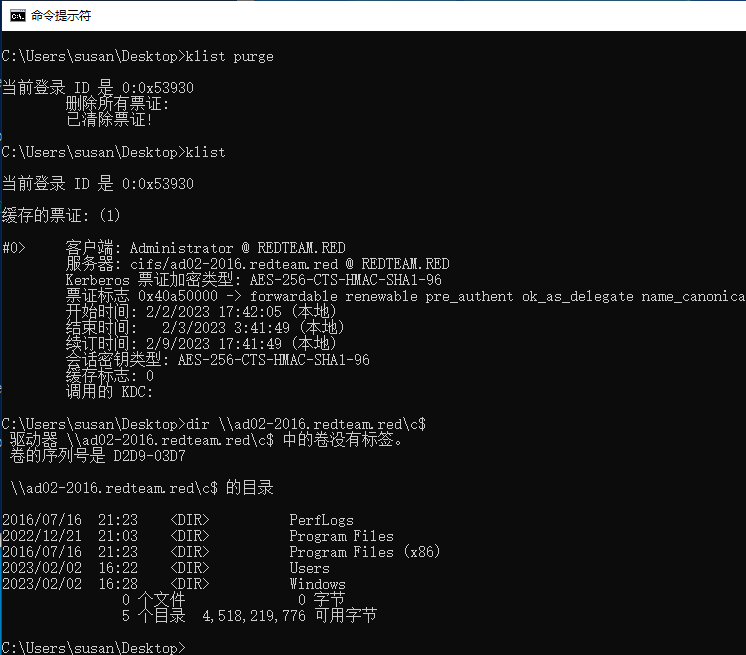 命令提示符
C:\Users\susan\Desktop>klist purge
当前登录 ID 是 0:0x53930
删除所有票证:
已清除票证!
C:\Users\susan\Desktop>klist
当前登录 ID 是 0:0x53930
缓存的票证: (1)
#0>     客户端: Administrator @ REDTEAM.RED
服务器: cifs/ad02-2016.redteam.red @ REDTEAM.RED
Kerberos 票证加密类型: AES-256-CTS-HMAC-SHA1-96
票证标志 0x40a50000 -> forwardable renewable pre_authent ok_as_delegate name_canonica
开始时间: 2/2/2023 17:42:05 (本地)
结束时间:   2/3/2023 3:41:49 (本地)
续订时间: 2/9/2023 17:41:49 (本地)
会话密钥类型: AES-256-CTS-HMAC-SHA1-96
缓存标志: 0
调用的 KDC:
C:\Users\susan\Desktop>dir \\ad02-2016.redteam.red\c$
驱动器 \\ad02-2016.redteam.red\c$ 中的卷没有标签。
卷的序列号是 D2D9-03D7
\\ad02-2016.redteam.red\c$ 的目录
2016/07/16  21:23    <DIR>          PerfLogs
2022/12/21  21:03    <DIR>          Program Files
2016/07/16  21:23    <DIR>          Program Files (x86)
2023/02/02  16:22    <DIR>          Users
2023/02/02  16:28    <DIR>          Windows
0 个文件              0 字节
5 个目录  4,518,219,776 可用字节
C:\Users\susan\Desktop>